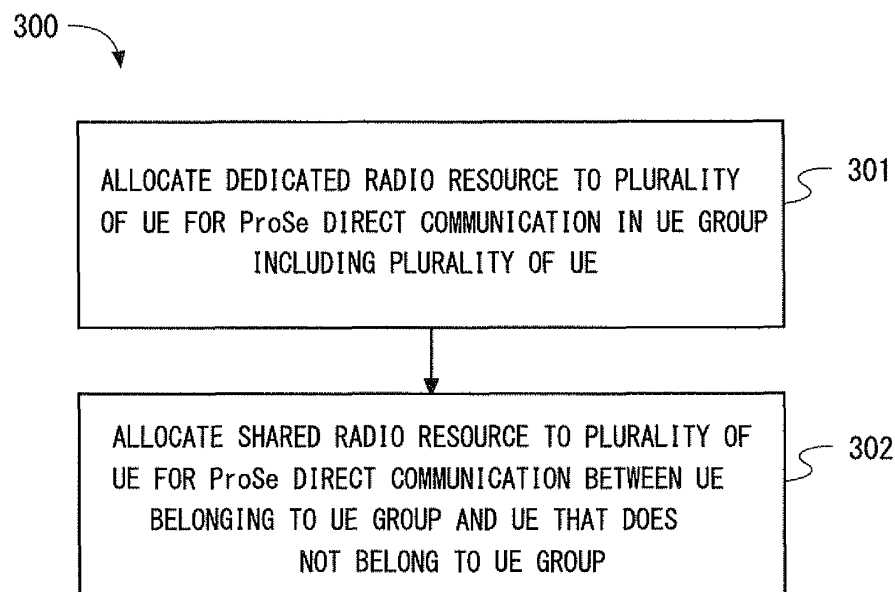 300
ALLOCATE DEDICATED RADIO RESOURCE TO PLURALITY
OF UE FOR ProSe DIRECT COMMUNICATION IN UE GROUP
INCLUDING PLURALITY OF UE
301
ALLOCATE SHARED RADIO RESOURCE TO PLURALITY OF
UE FOR ProSe DIRECT COMMUNICATION BETWEEN UE
BELONGING TO UE GROUP AND UE THAT DOES
NOT BELONG TO UE GROUP
302